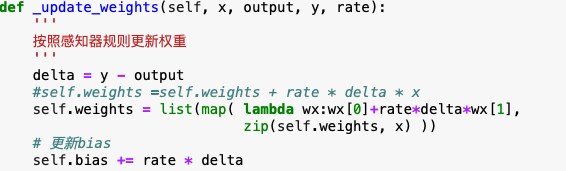 def _update_weights(self, x, output, y, rate):
'''
按照感知器规则更新权重
'''
delta = y - output
#self.weights =self.weights + rate * delta * x
self.weights = list(map( lambda wx:wx[0]+rate*delta*wx[1],
zip(self.weights, x) ))
# 更新bias
self.bias += rate * delta